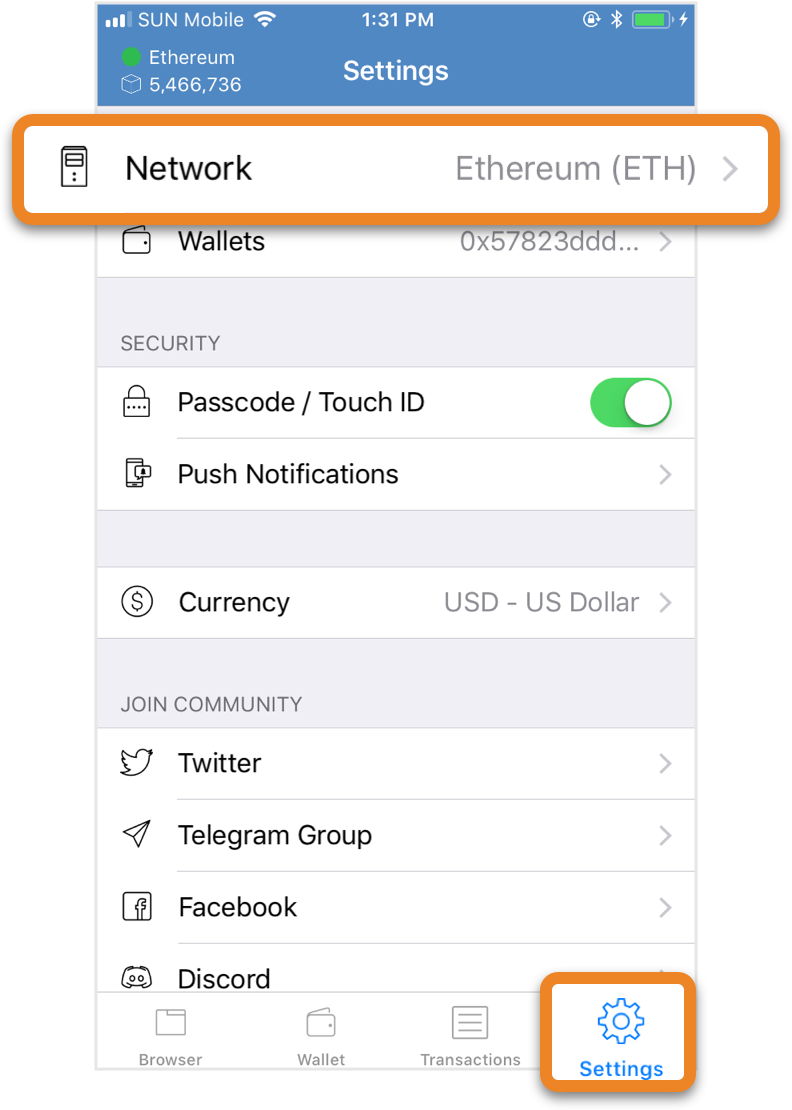 SUN Mobile 1:31 PM
Ethereum
5,466,736
Settings
Network Ethereum (ETH)
Wallets 0x57823ddd...
SECURITY
Passcode / Touch ID
Push Notifications
Currency USD - US Dollar
JOIN COMMUNITY
Twitter
Telegram Group
Facebook
Discord
Browser Wallet Transactions Settings